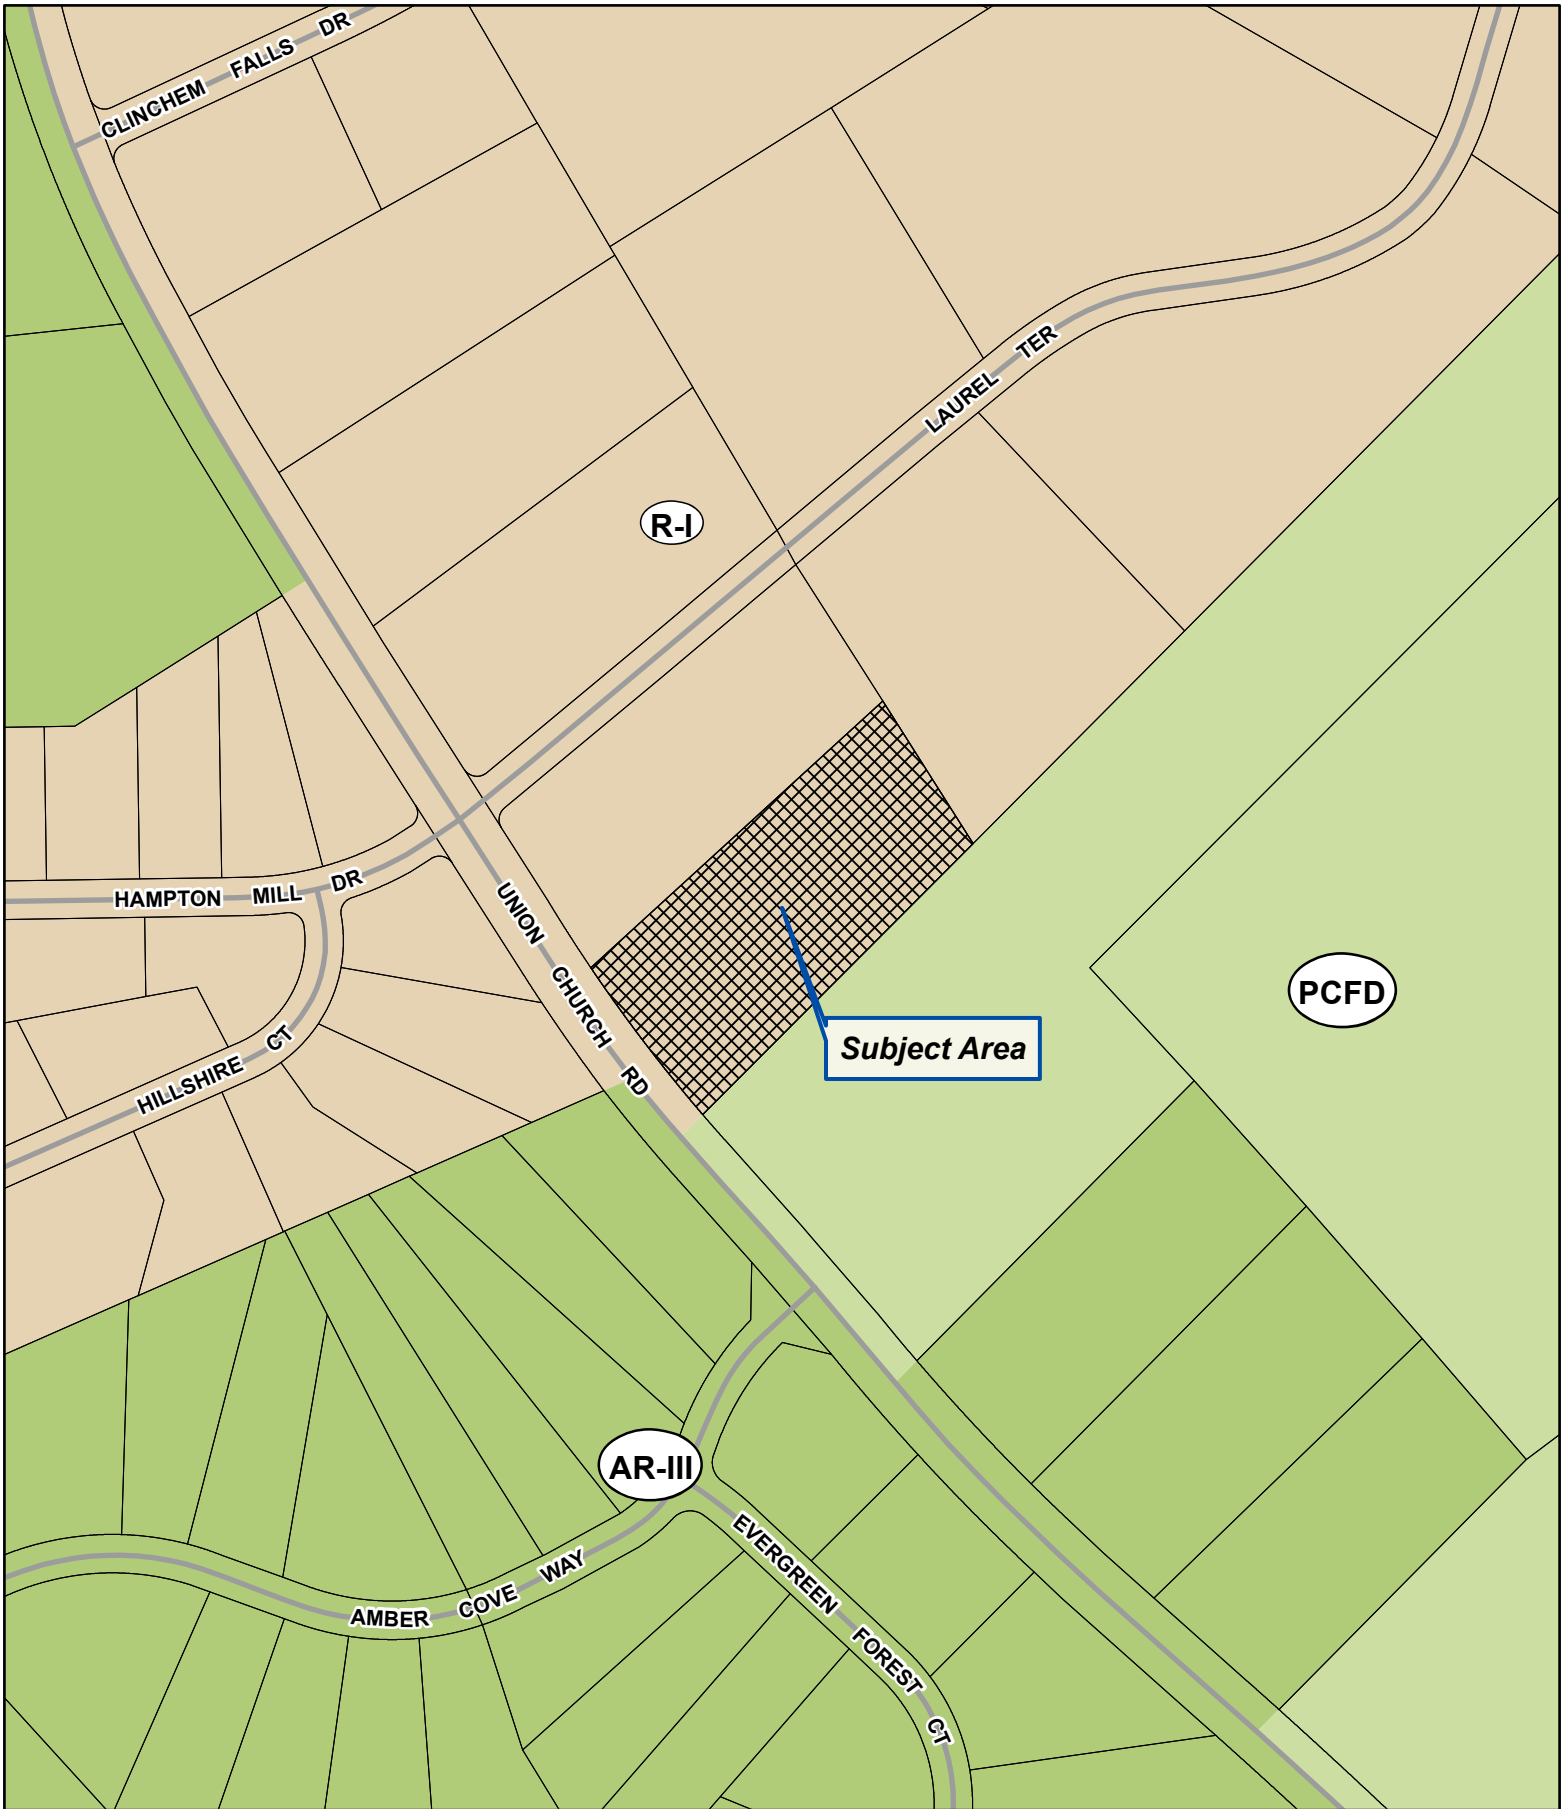 CLINCHEM FALLS DR
LAUREL TER
R-I
HAMPTON MILL DR
UNION CHURCH RD
PCFD
Subject Area
HILLSHIRE CT
AR-III
EVERGREEN FOREST CT
AMBER COVE WAY